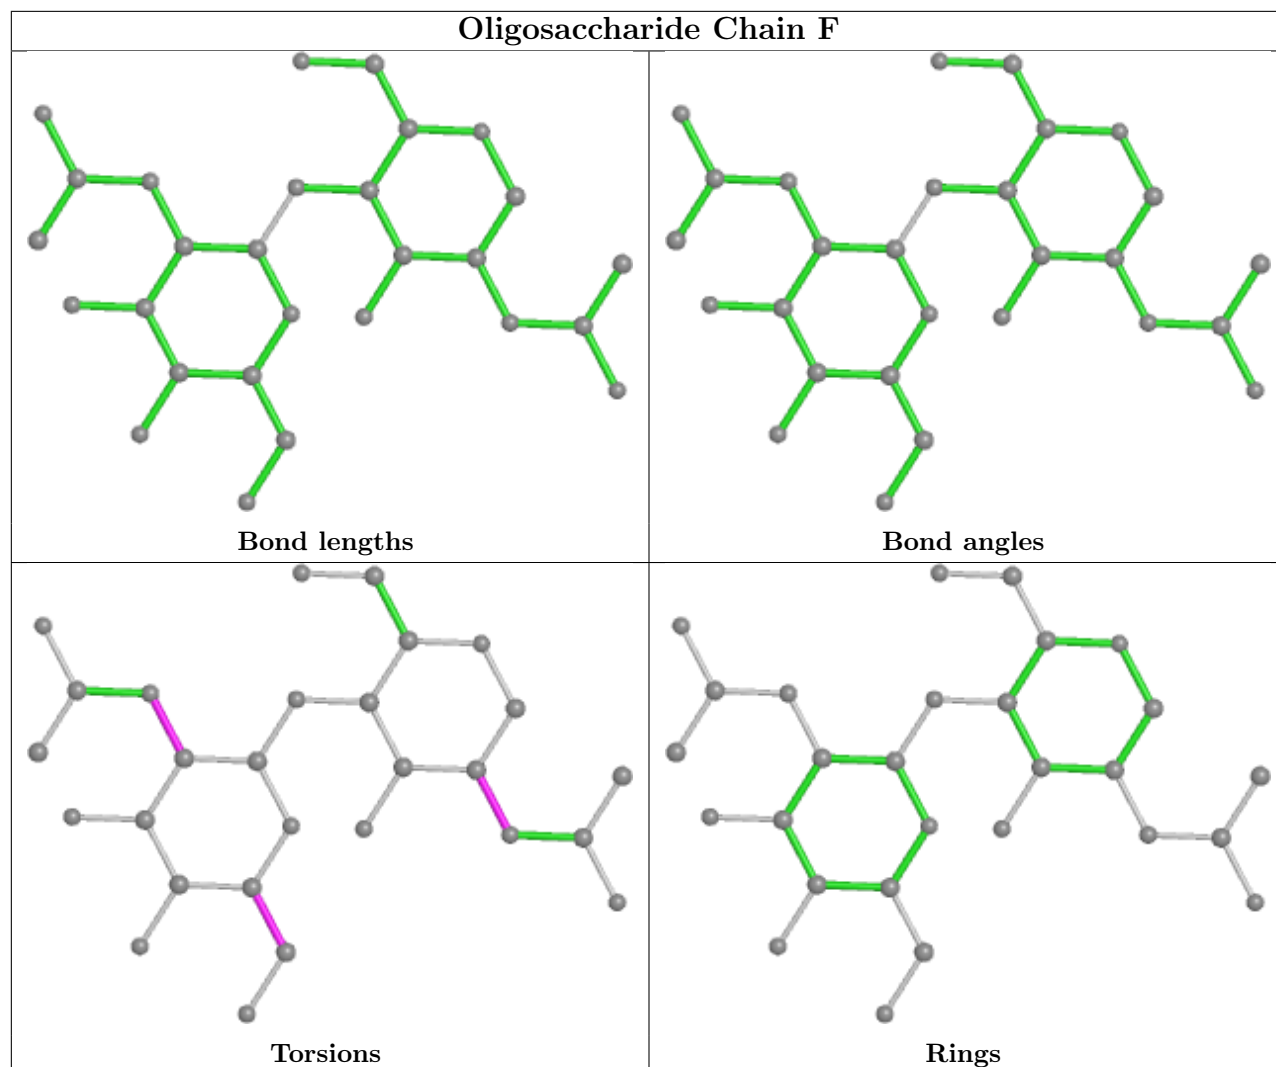 Oligosaccharide Chain F
Bond lengths
Bond angles
Torsions
Rings